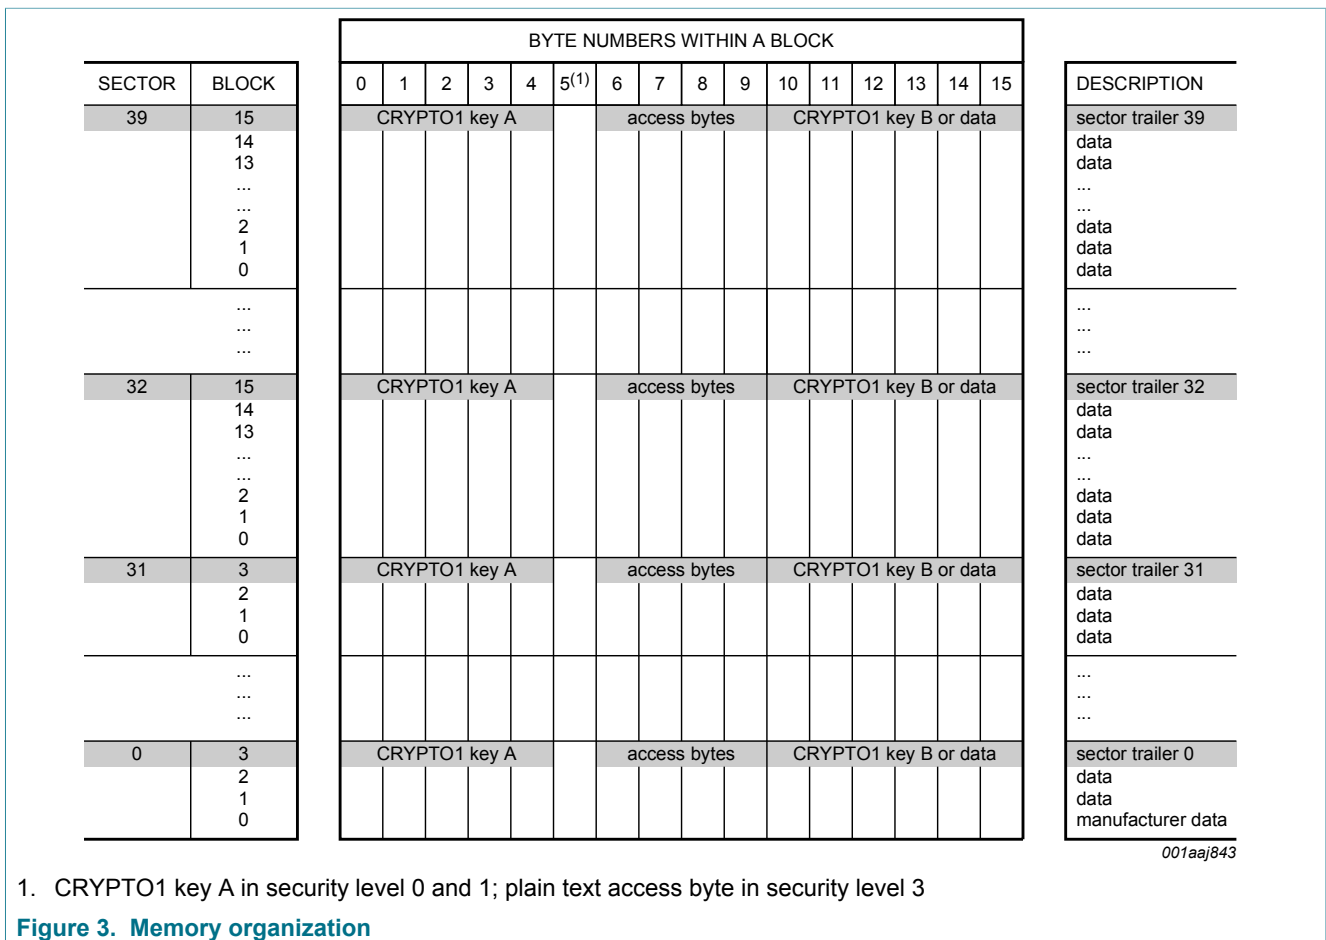 BYTE NUMBERS WITHIN A BLOCK
SECTOR BLOCK 0 1 2 3 4 5(1) 6 7 8 9 10 11 12 13 14 15 DESCRIPTION
39 15 CRYPTO1 key A access bytes CRYPTO1 key B or data sector trailer 39
14 data
13 data
... ...
... ...
2 data
1 data
0 data
... ...
... ...
... ...
32 15 CRYPTO1 key A access bytes CRYPTO1 key B or data sector trailer 32
14 data
13 data
... ...
... ...
2 data
1 data
0 data
31 3 CRYPTO1 key A access bytes CRYPTO1 key B or data sector trailer 31
2 data
1 data
0 data
... ...
... ...
... ...
0 3 CRYPTO1 key A access bytes CRYPTO1 key B or data sector trailer 0
2 data
1 data
0 manufacturer data
001aaj843
1. CRYPTO1 key A in security level 0 and 1; plain text access byte in security level 3
Figure 3. Memory organization